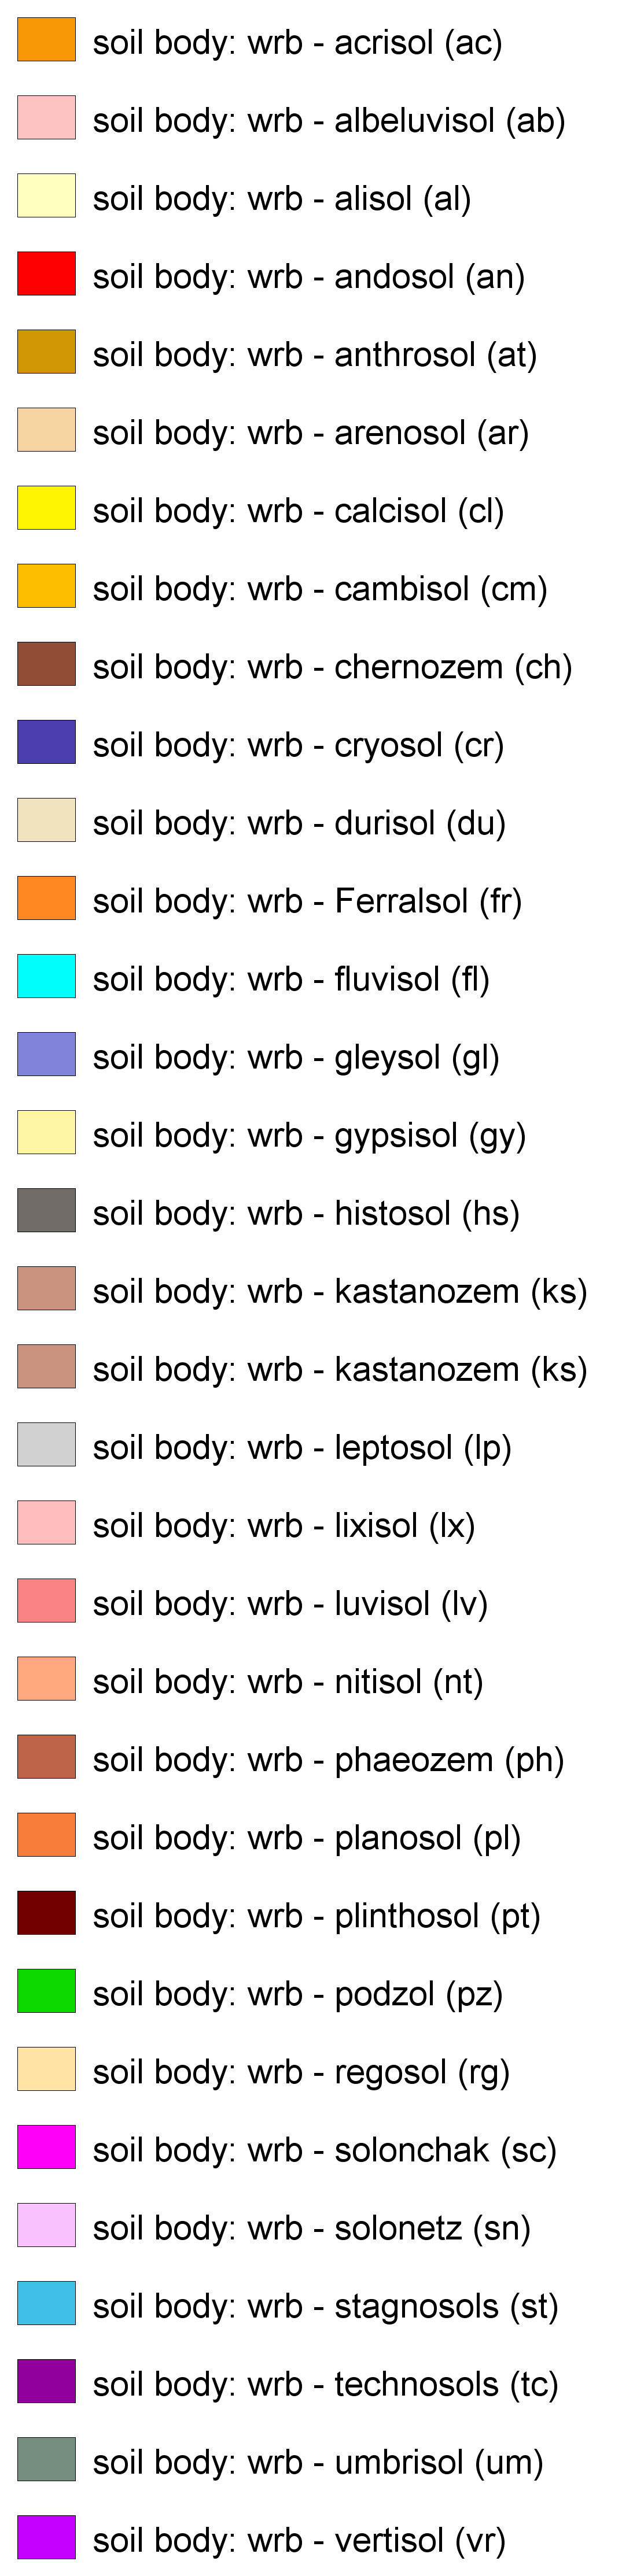 soil body: wrb - acrisol (ac)
soil body: wrb - albeluvisol (ab)
soil body: wrb - alisol (al)
soil body: wrb - andosol (an)
soil body: wrb - anthrosol (at)
soil body: wrb - arenosol (ar)
soil body: wrb - calcisol (cl)
soil body: wrb - cambisol (cm)
soil body: wrb - chernozem (ch)
soil body: wrb - cryosol (cr)
soil body: wrb - durisol (du)
soil body: wrb - Ferralsol (fr)
soil body: wrb - fluvisol (fl)
soil body: wrb - gleysol (gl)
soil body: wrb - gypsisol (gy)
soil body: wrb - histosol (hs)
soil body: wrb - kastanozem (ks)
soil body: wrb - kastanozem (ks)
soil body: wrb - leptosol (lp)
soil body: wrb - lixisol (lx)
soil body: wrb - luvisol (lv)
soil body: wrb - nitisol (nt)
soil body: wrb - phaeozem (ph)
soil body: wrb - planosol (pl)
soil body: wrb - plinthosol (pt)
soil body: wrb - podzol (pz)
soil body: wrb - regosol (rg)
soil body: wrb - solonchak (sc)
soil body: wrb - solonetz (sn)
soil body: wrb - stagnosols (st)
soil body: wrb - technosols (tc)
soil body: wrb - umbrisol (um)
soil body: wrb - vertisol (vr)